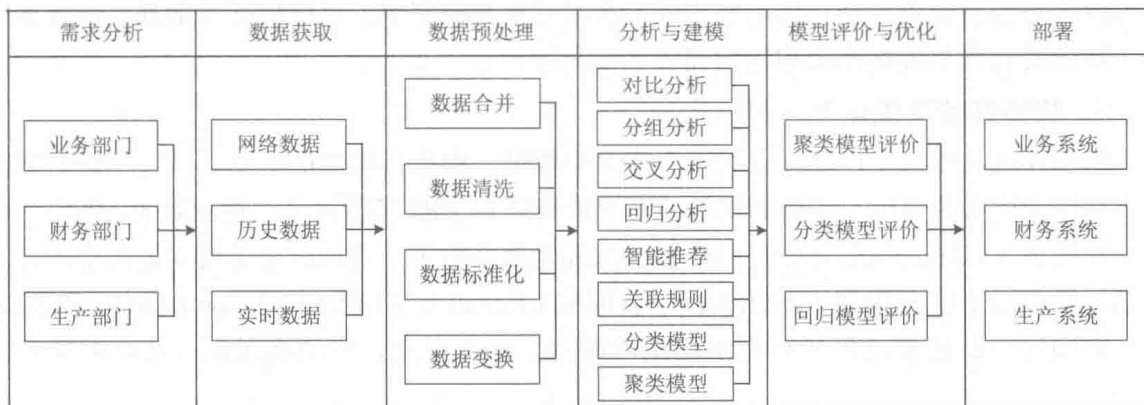 需求分析
业务部门
财务部门
生产部门
数据获取
网络数据
历史数据
实时数据
数据预处理
数据合并
数据清洗
数据标准化
数据变换
分析与建模
对比分析
分组分析
交叉分析
回归分析
智能推荐
关联规则
分类模型
聚类模型
模型评价与优化
聚类模型评价
分类模型评价
回归模型评价
部署
业务系统
财务系统
生产系统